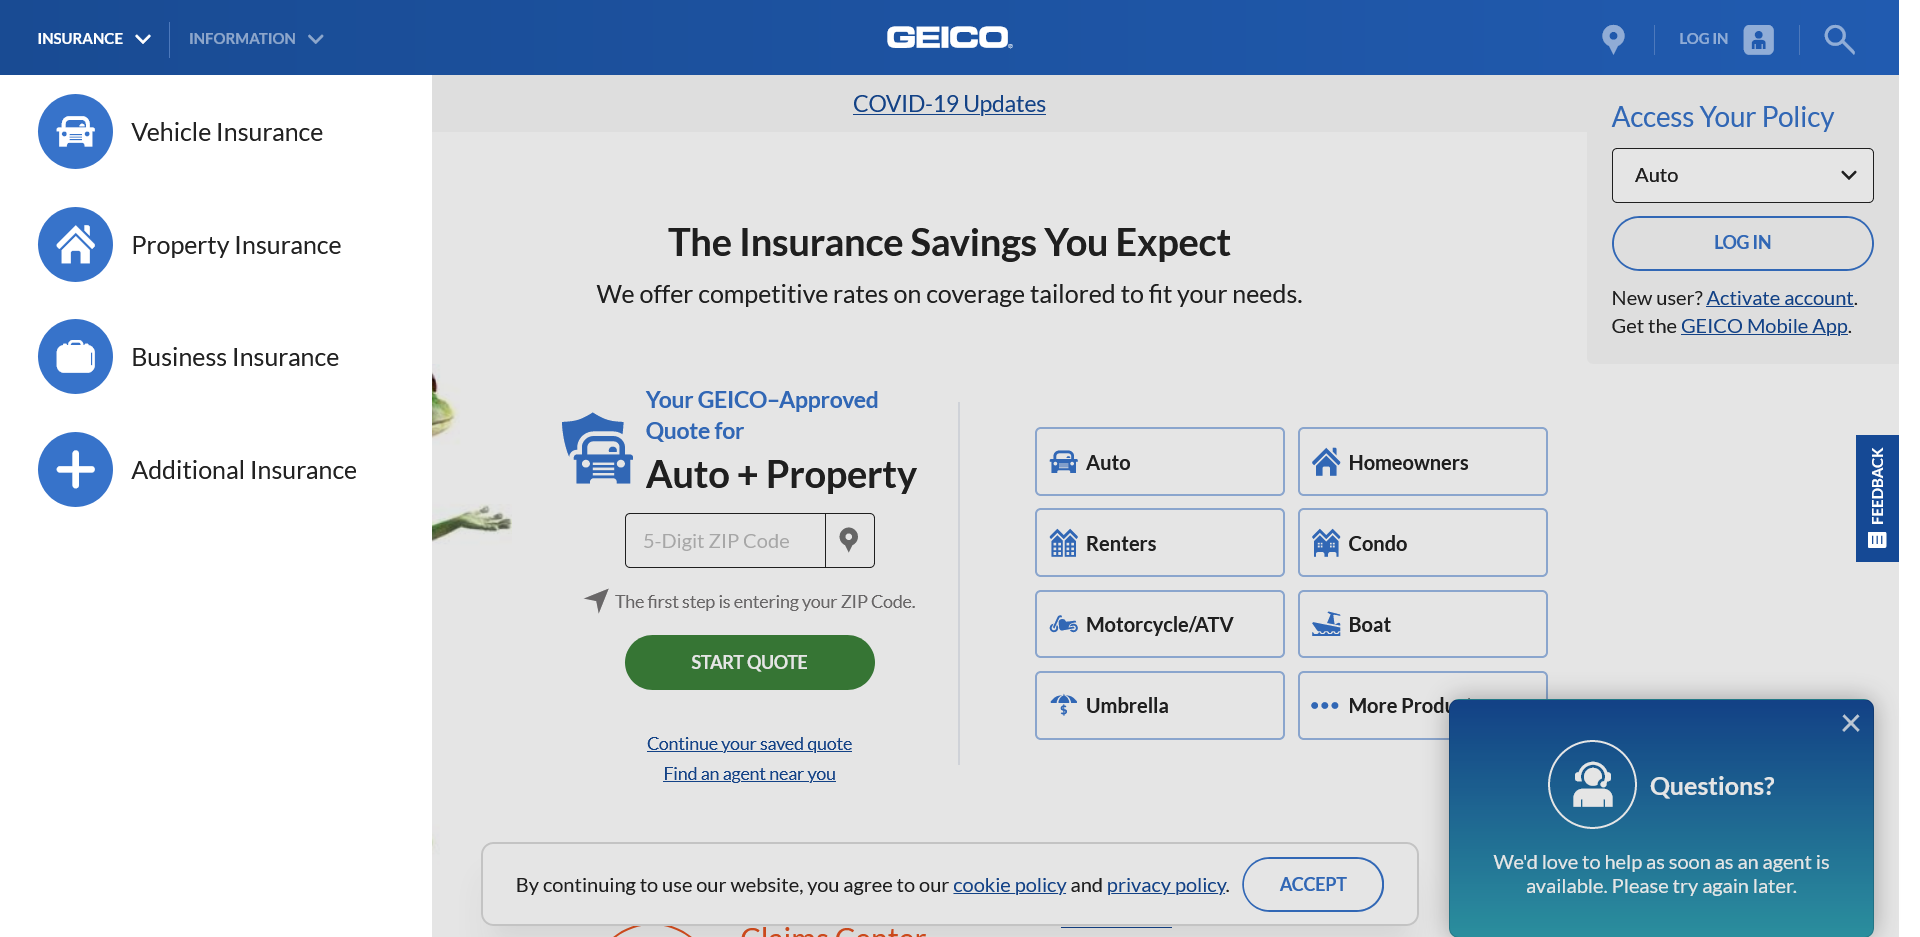 INSURANCE
INFORMATION
GEICO
LOG IN
Vehicle Insurance
Property Insurance
Business Insurance
Additional Insurance
COVID-19 Updates
Access Your Policy
Auto
LOG IN
New user? Activate account.
Get the GEICO Mobile App.
The Insurance Savings You Expect
We offer competitive rates on coverage tailored to fit your needs.
Your GEICO–Approved
Quote for
Auto + Property
5-Digit ZIP Code
The first step is entering your ZIP Code.
START QUOTE
Continue your saved quote
Find an agent near you
Auto
Homeowners
Renters
Condo
Motorcycle/ATV
Boat
$
Umbrella
More
FEEDBACK
Questions?
We'd love to help as soon as an agent is
available. Please try again later.
By continuing to use our website, you agree to our cookie policy and privacy policy.
ACCEPT
Claims Center